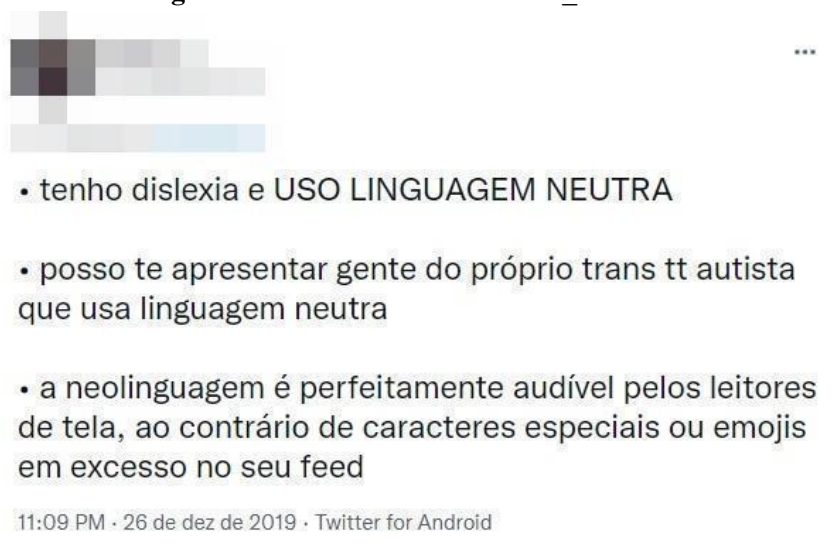 • tenho dislexia e USO LINGUAGEM NEUTRA
• posso te apresentar gente do próprio trans tt autista
que usa linguagem neutra
• a neolinguagem é perfeitamente audível pelos leitores
de tela, ao contrário de caracteres especiais ou emojis
em excesso no seu feed
11:09 PM · 26 de dez de 2019 · Twitter for Android